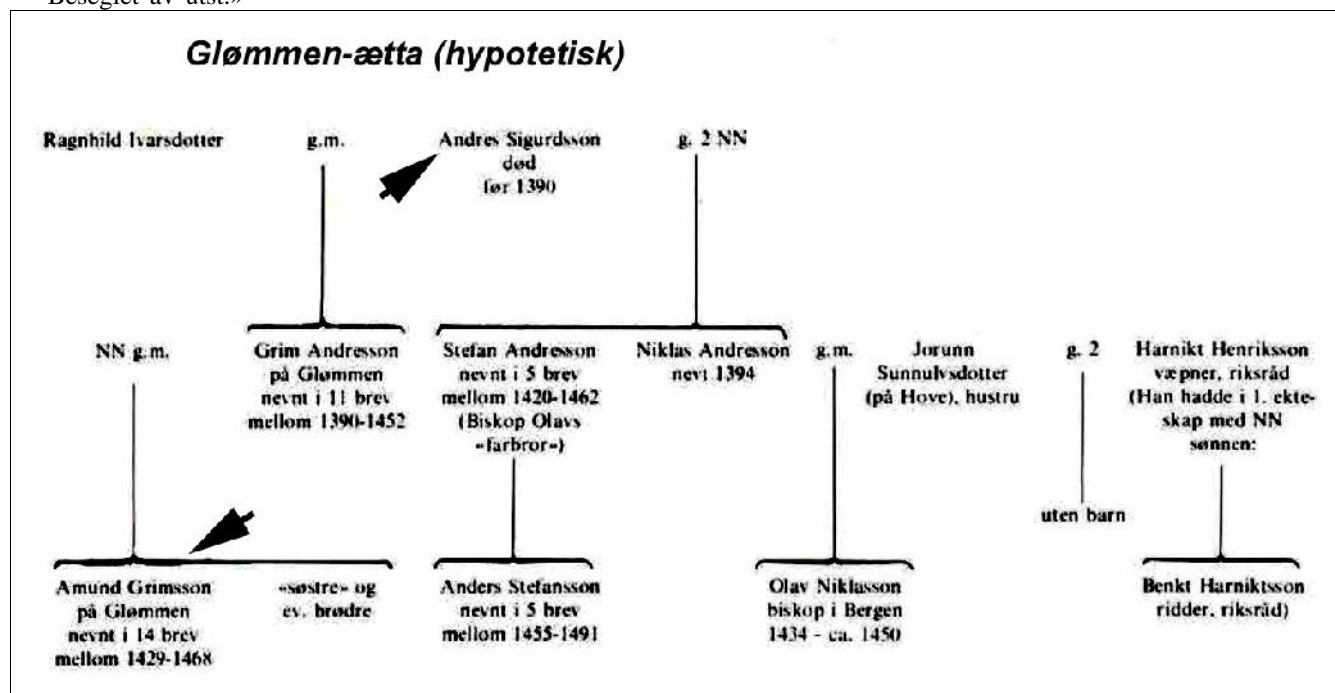 Beseglet av utst.»
Glømmen-ætta (hypotetisk)
Ragnhild Ivarsdotter
g.m.
Andres Sigurdsson
død
før 1390
g. 2 NN
NN g.m.
Grim Andresson
på Glømmen
nevnt i 11 brev
mellom 1390-1452
Stefan Andresson
nevnt i 5 brev
mellom 1420-1462
(Biskop Olavs
«farbror»)
Niklas Andresson
nevt 1394
g.m.
Jorunn
Sunnulvsdotter
(på Hove), hustru
g. 2
Harnikt Henriksson
væpner, riksråd
(Han hadde i 1. ekte-
skap med NN
sønnen:
uten barn
Amund Grimsson
på Glømmen
nevnt i 14 brev
mellom 1429-1468
«søstre» og
ev. brødre
Anders Stefansson
nevnt i 5 brev
mellom 1455-1491
Olav Niklasson
biskop i Bergen
1434 - ca. 1450
Benkt Harniktsson
ridder, riksråd)